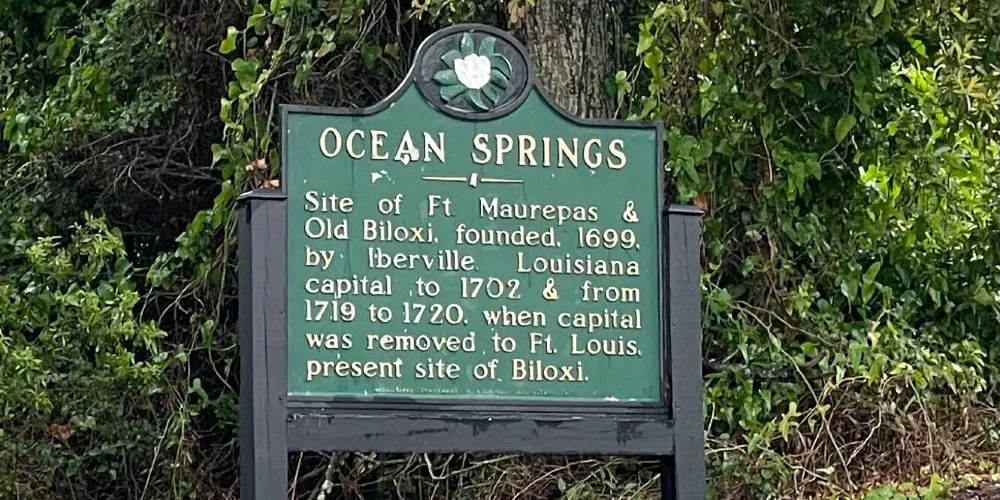 OCEAN SPRINGS
Site of Ft. Maurepas &
Old Biloxi, founded, 1699,
by Iberville. Louisiana
capital to 1702 & from
1719 to 1720, when capital
was removed to Ft. Louis,
present site of Biloxi.